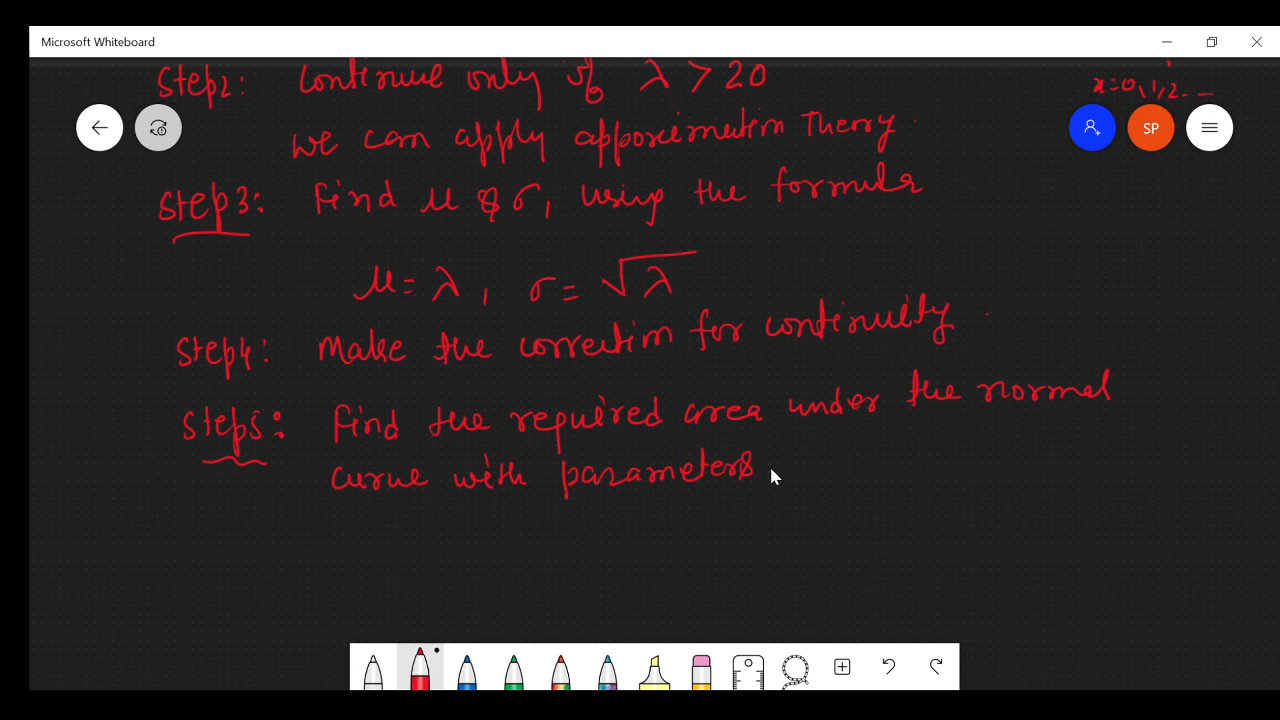 Microsoft Whiteboard
Step2: Continue only if λ > 20
x=0,1,2...
SP
we can apply apporximation Theory.
Step3: Find μ & σ, using the formula
μ = λ, σ = √λ
Step4: Make the correction for continuity.
Step5: Find the required area under the normal
curve with parameters